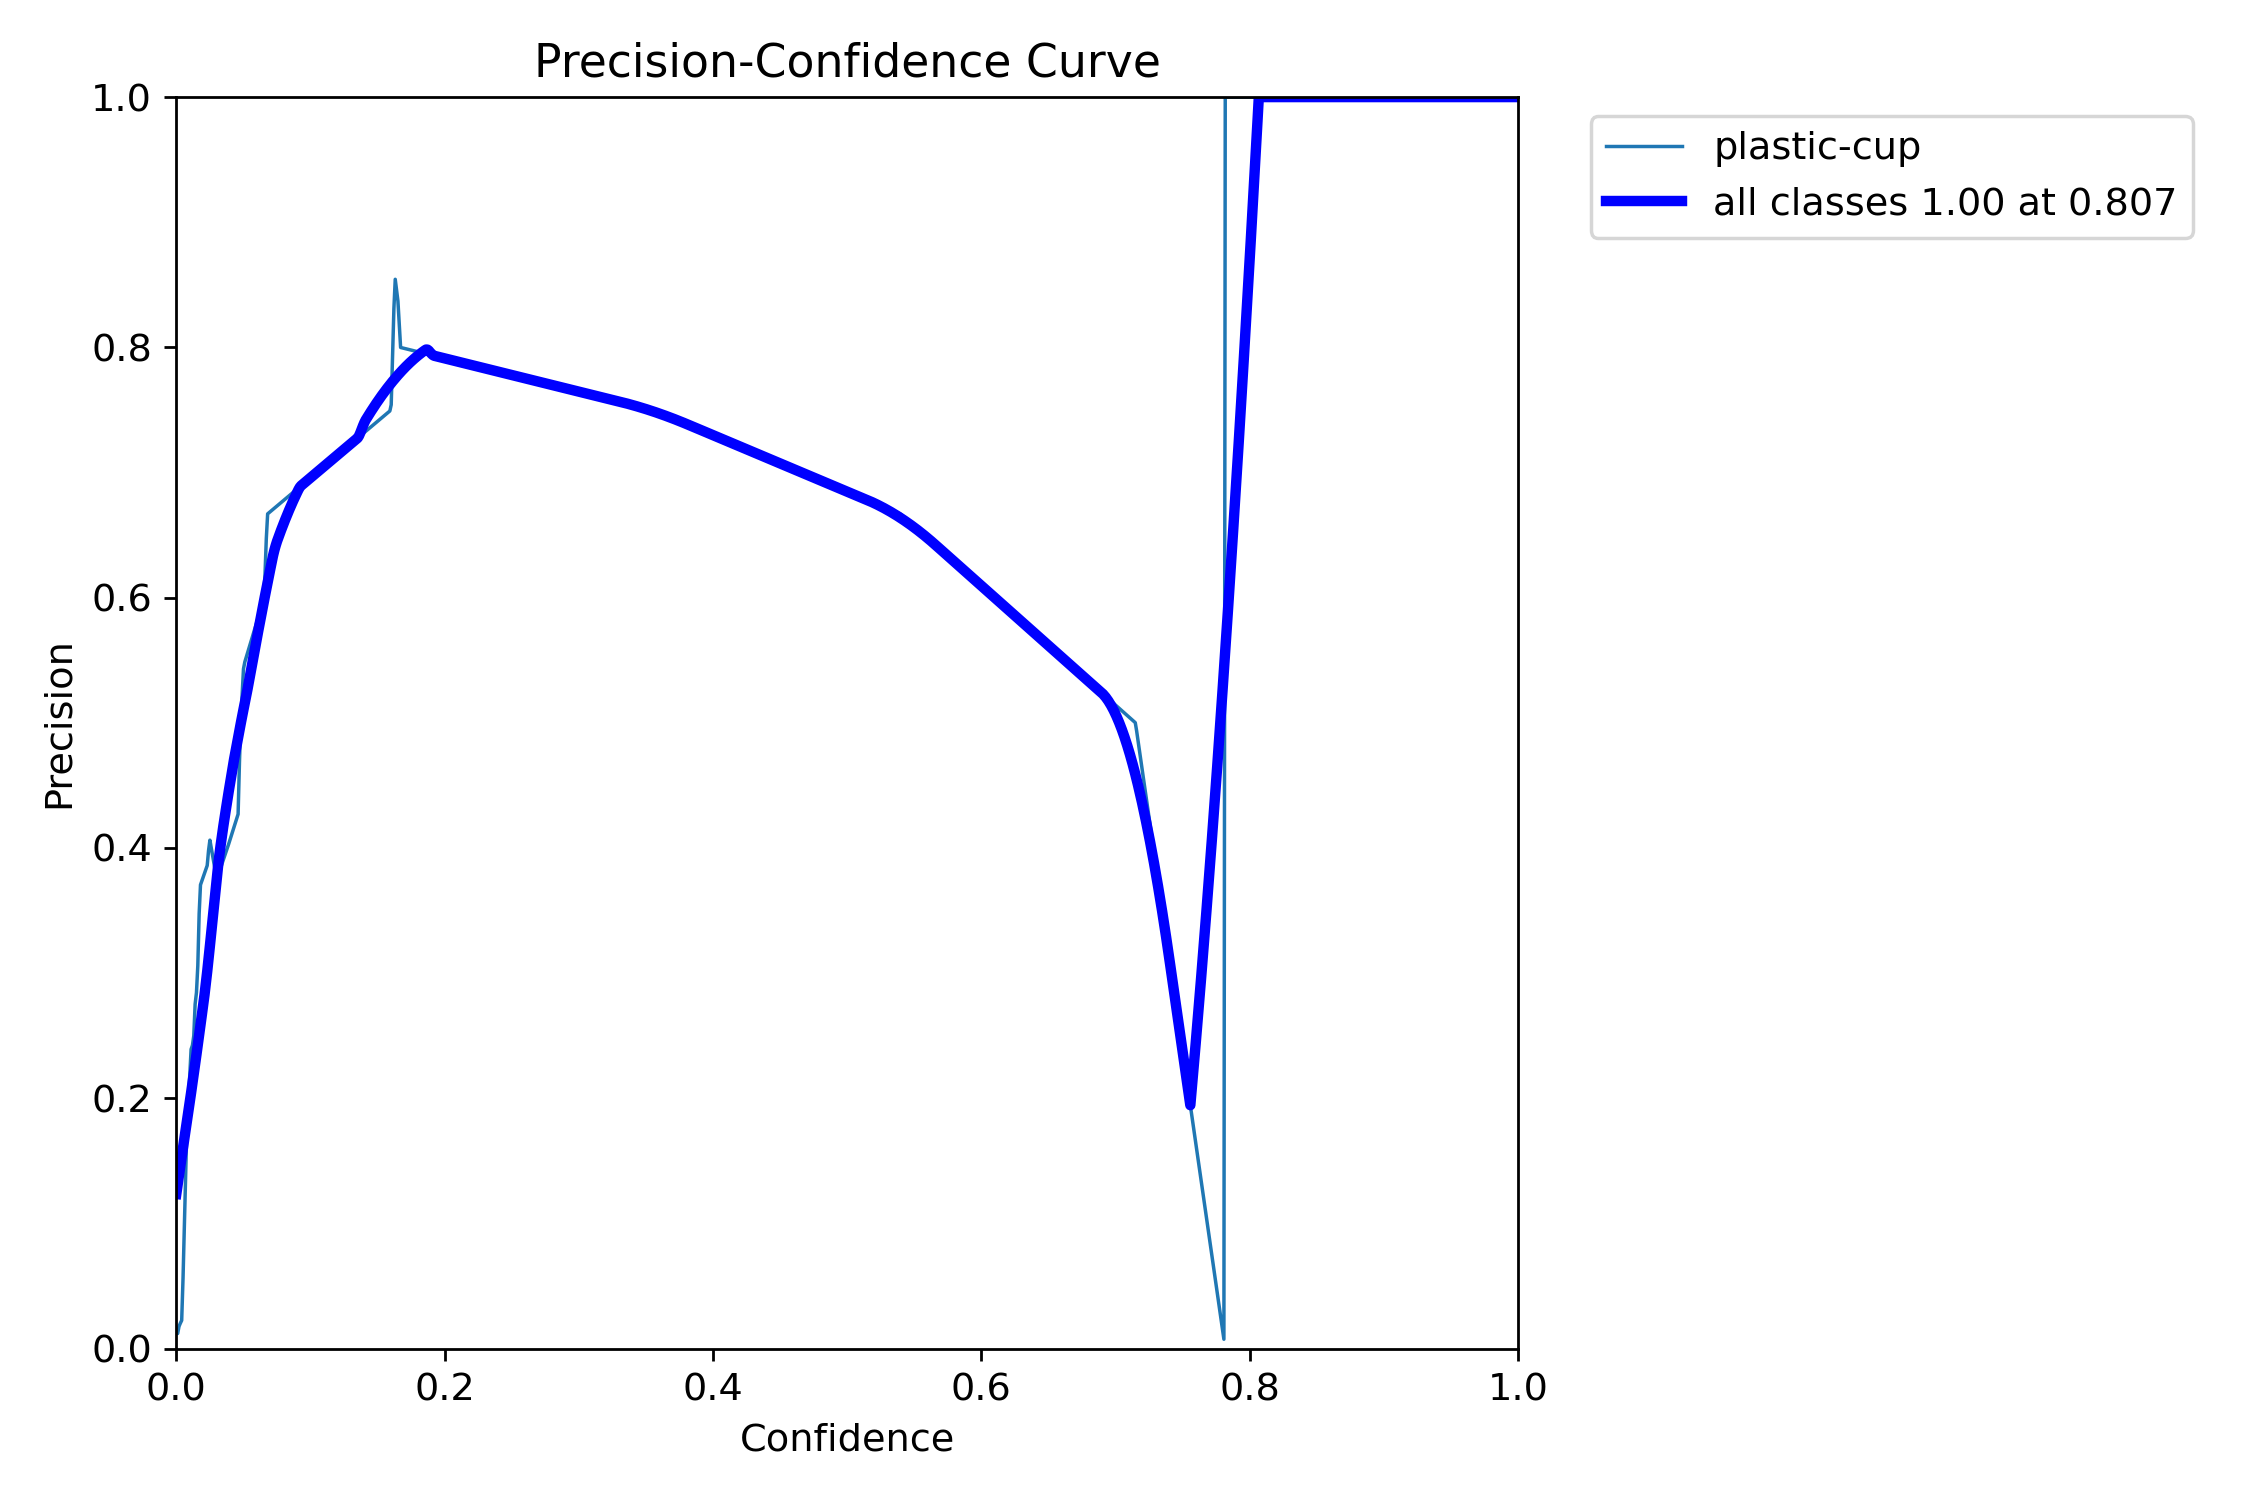 Precision-Confidence Curve
1.0
0.8
0.6
0.4
0.2
0.0
Precision
0.0 0.2 0.4 0.6 0.8 1.0
Confidence
plastic-cup
all classes 1.00 at 0.807